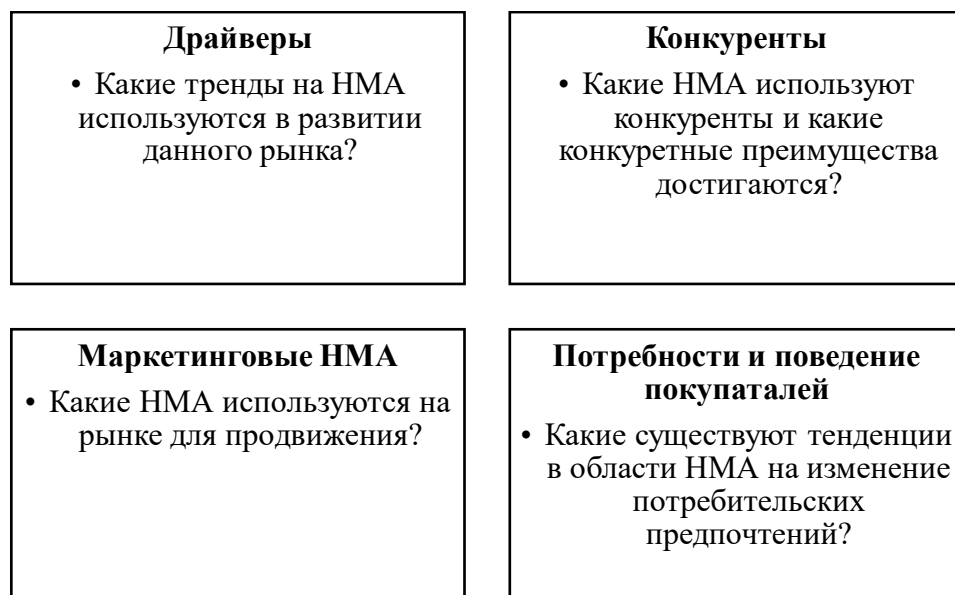 Драйверы
• Какие тренды на НМА
используются в развитии
данного рынка?
Конкуренты
• Какие НМА используют
конкуренты и какие
конкуретные преимущества
достигаются?
Маркетинговые НМА
• Какие НМА используются на
рынке для продвижения?
Потребности и поведение
покупаталей
• Какие существуют тенденции
в области НМА на изменение
потребительских
предпочтений?